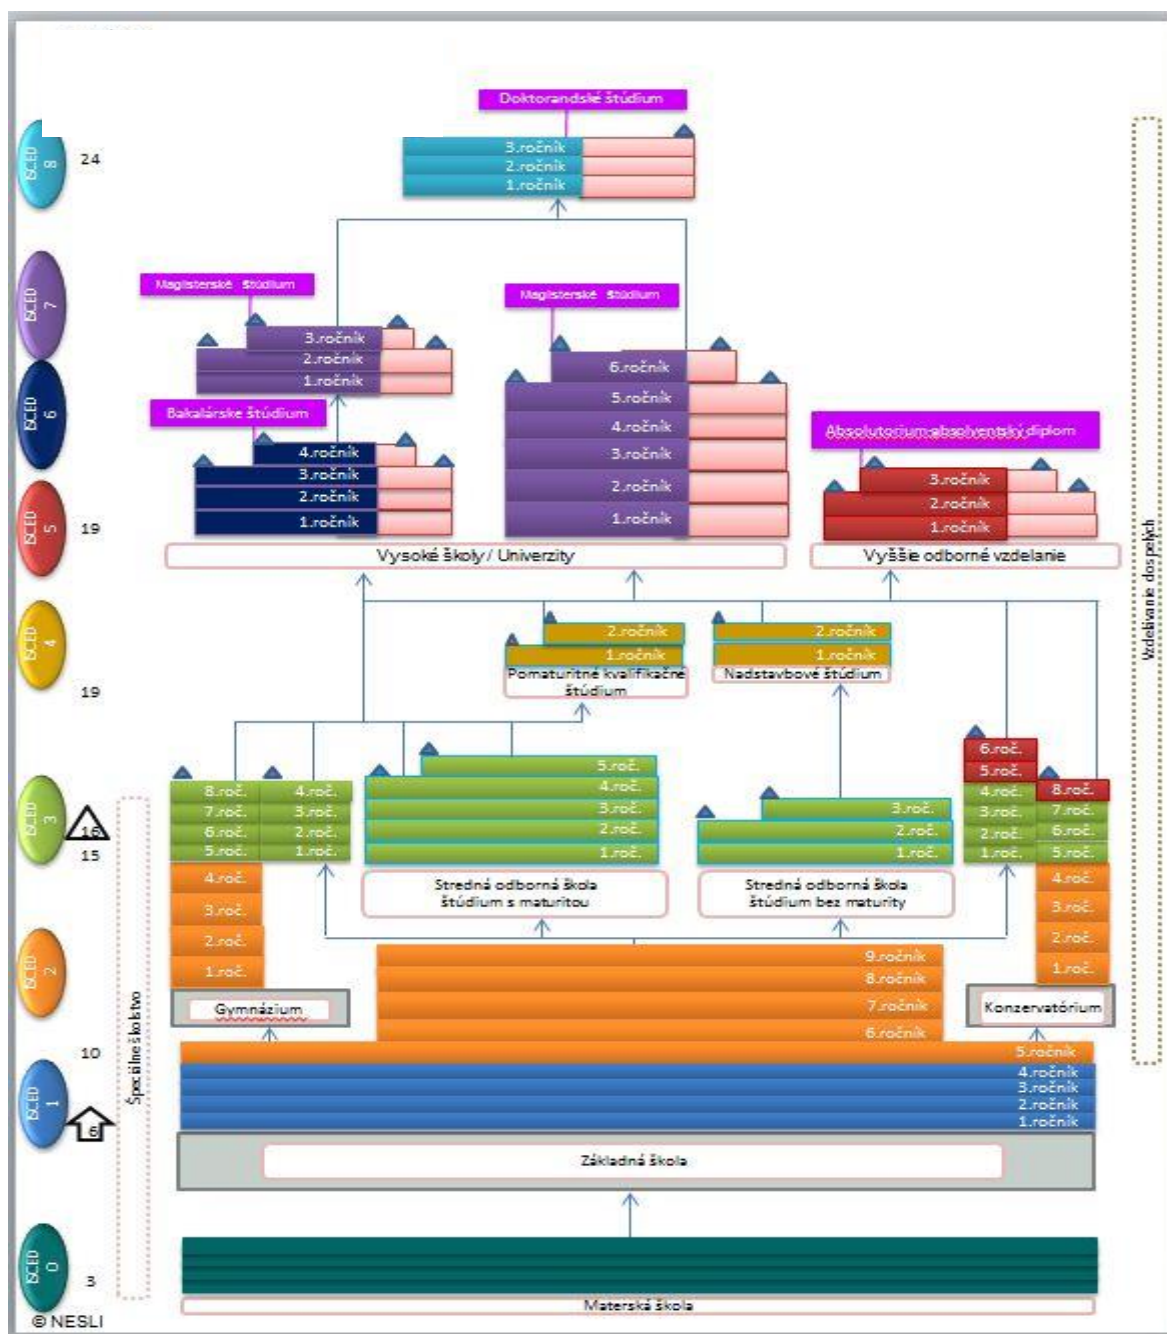 Doktorandské štúdium
ISCED 8
24
3.ročník
2.ročník
1.ročník
ISCED 7
Magisterské štúdium
Magisterské štúdium
3.ročník
2.ročník
1.ročník
6.ročník
5.ročník
4.ročník
3.ročník
2.ročník
1.ročník
ISCED 6
Bakalárske štúdium
4.ročník
3.ročník
2.ročník
1.ročník
Absolutorium-absolventský diplom
3.ročník
2.ročník
1.ročník
ISCED 5
19
Vysoké školy / Univerzity
Vyššie odborné vzdelanie
Vzdelávanie dospelých
ISCED 4
19
2.ročník
1.ročník
Pomaturitné kvalifikačné
štúdium
2.ročník
1.ročník
Nadstavbové štúdium
ISCED 3
16
15
8.roč.
7.roč.
6.roč.
5.roč.
4.roč.
3.roč.
2.roč.
1.roč.
4.roč.
3.roč.
2.roč.
1.roč.
5.roč.
4.roč.
3.roč.
2.roč.
1.roč.
Stredná odborná škola
štúdium s maturitou
3.roč.
2.roč.
1.roč.
Stredná odborná škola
štúdium bez maturity
6.roč.
5.roč.
4.roč.
3.roč.
2.roč.
1.roč.
8.roč.
7.roč.
6.roč.
5.roč.
4.roč.
3.roč.
2.roč.
1.roč.
ISCED 2
Gymnázium
Konzervatórium
9.ročník
8.ročník
7.ročník
6.ročník
5.ročník
Špeciálne školstvo
10
ISCED 1
6
4.ročník
3.ročník
2.ročník
1.ročník
Základná škola
ISCED 0
3
Materská škola
© NESLI